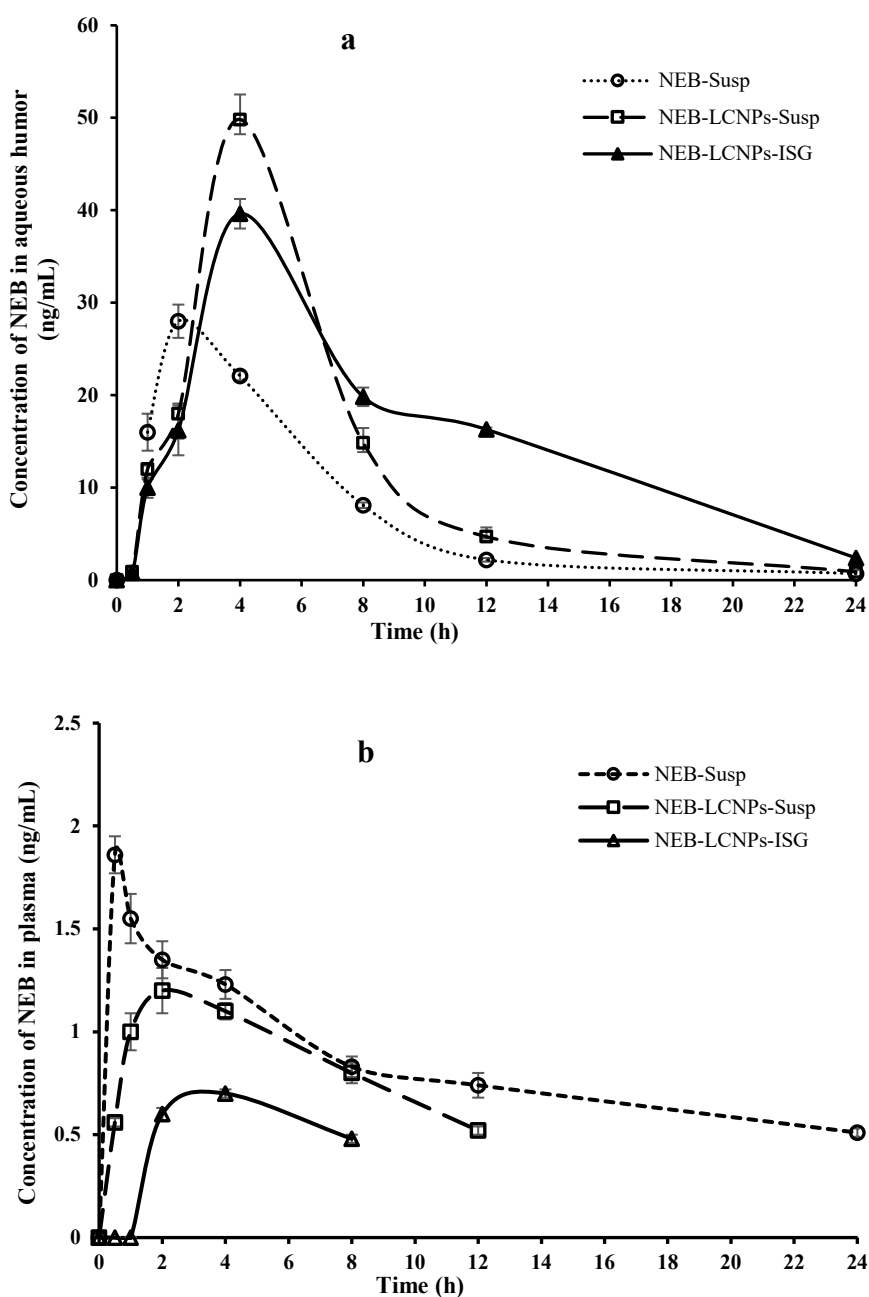 a
60
50
40
30
20
10
0
Concentration of NEB in aqueous humor
(ng/mL)
NEB-Susp
NEB-LCNPs-Susp
NEB-LCNPs-ISG
0 2 4 6 8 10 12 14 16 18 20 22 24
Time (h)
b
2.5
2
1.5
1
0.5
0
Concentration of NEB in plasma (ng/mL)
NEB-Susp
NEB-LCNPs-Susp
NEB-LCNPs-ISG
0 2 4 6 8 10 12 14 16 18 20 22 24
Time (h)